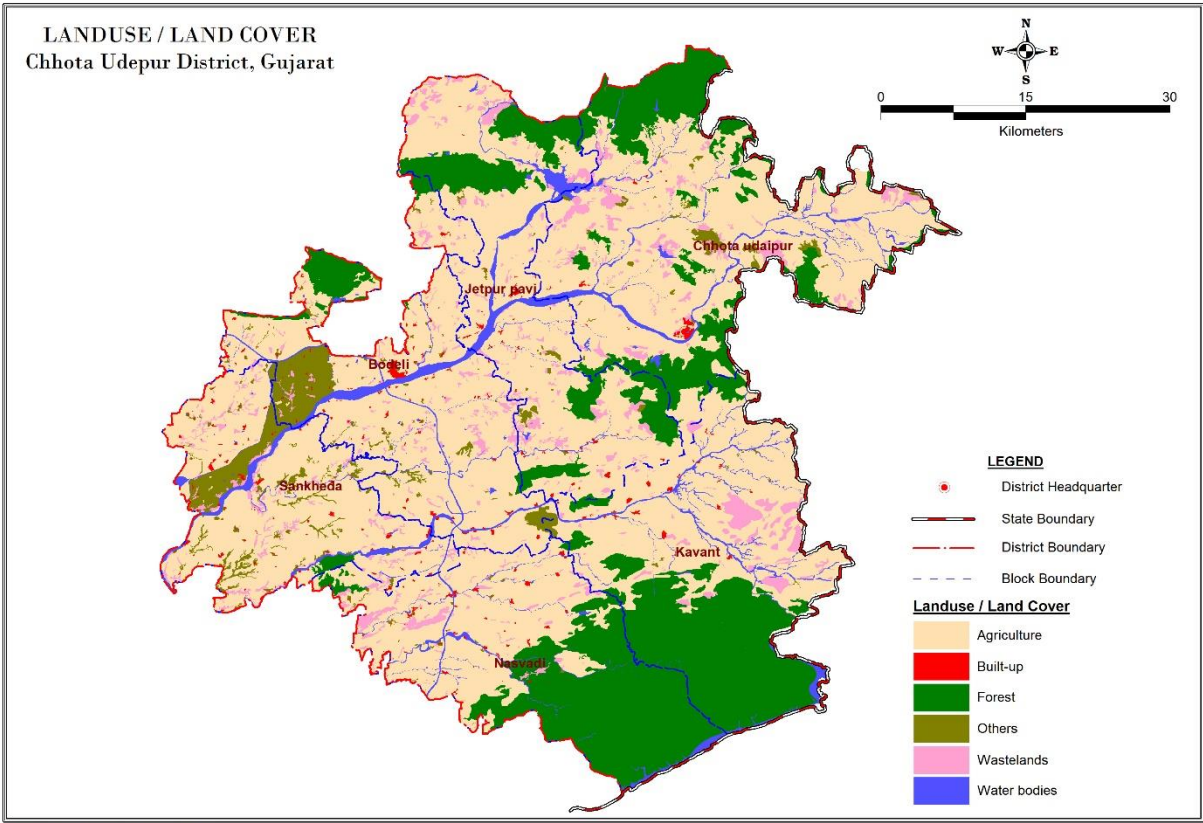 LANDUSE / LAND COVER
Chhota Udepur District, Gujarat
N
W E
S
0 15 30
Kilometers
Chhota udaipur
Jetpur pavi
Bodeli
Sankheda
Kavant
Nasvadi
LEGEND
District Headquarter
State Boundary
District Boundary
Block Boundary
Landuse / Land Cover
Agriculture
Built-up
Forest
Others
Wastelands
Water bodies